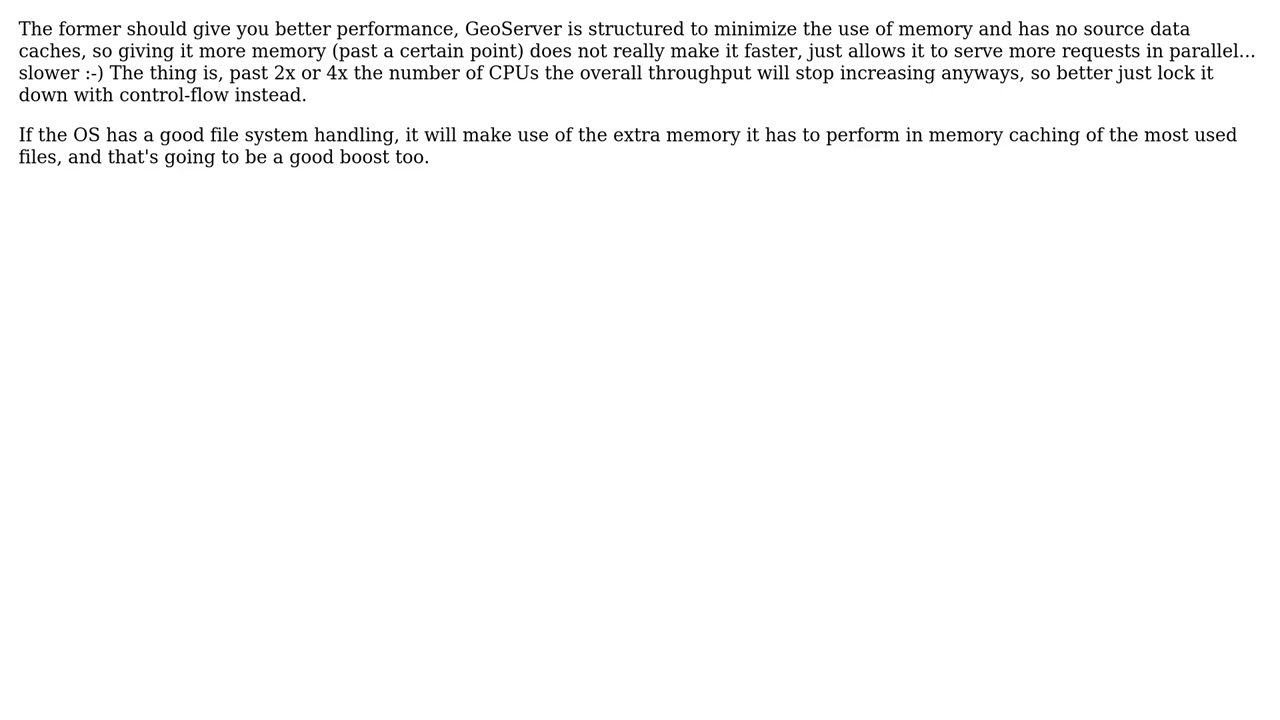 The former should give you better performance, GeoServer is structured to minimize the use of memory and has no source data
caches, so giving it more memory (past a certain point) does not really make it faster, just allows it to serve more requests in parallel...
slower :-) The thing is, past 2x or 4x the number of CPUs the overall throughput will stop increasing anyways, so better just lock it
down with control-flow instead.
If the OS has a good file system handling, it will make use of the extra memory it has to perform in memory caching of the most used
files, and that's going to be a good boost too.